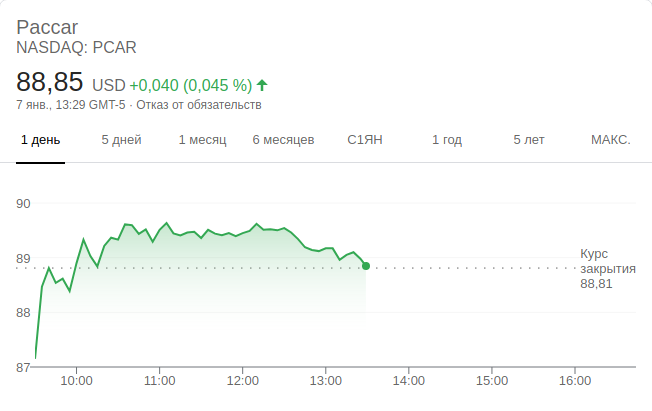 Paccar
NASDAQ: PCAR
88,85 USD +0,040 (0,045 %)
7 янв., 13:29 GMT-5 · Отказ от обязательств
1 день 5 дней 1 месяц 6 месяцев С1ЯН 1 год 5 лет МАКС.
90
89
88
87
Курс
закрытия
88,81
10:00 11:00 12:00 13:00 14:00 15:00 16:00